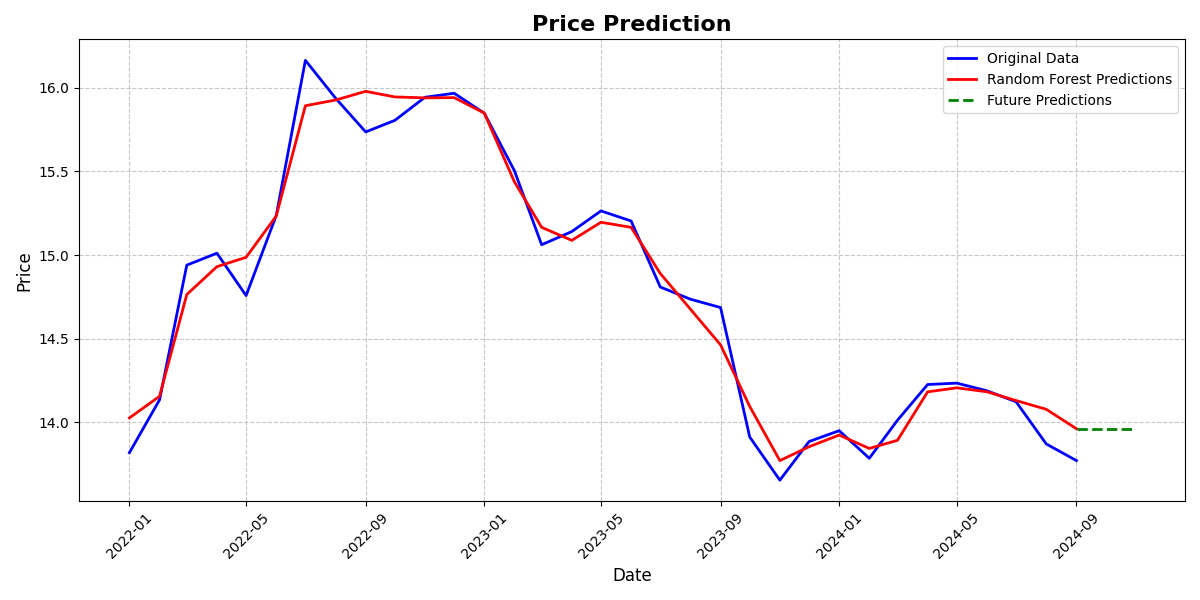 Price Prediction
Original Data
Random Forest Predictions
Future Predictions
Price
16.0
15.5
15.0
14.5
14.0
2022-01
2022-05
2022-09
2023-01
2023-05
2023-09
2024-01
2024-05
2024-09
Date